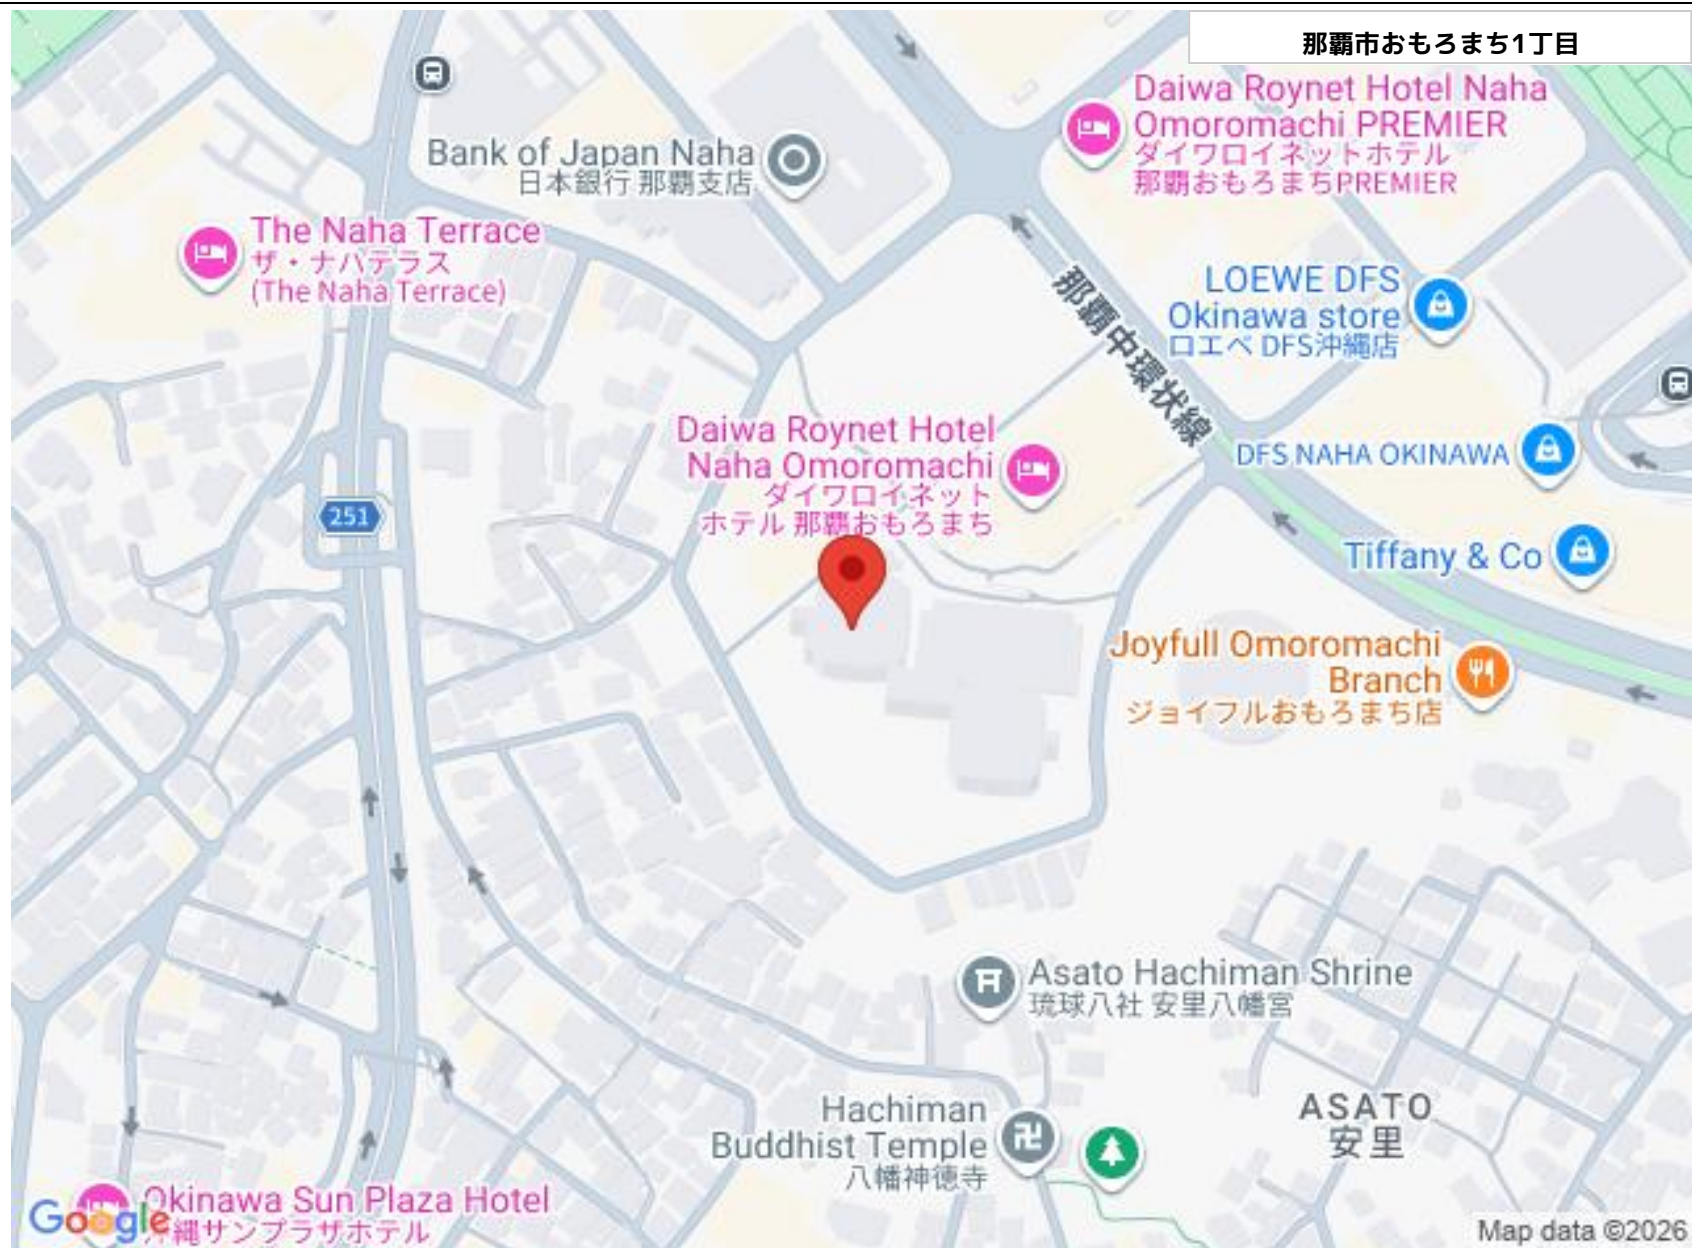 那覇市おもろまち1丁目
Daiwa Roynet Hotel Naha
Omoromachi PREMIER
ダイワロイネットホテル
那覇おもろまちPREMIER
Bank of Japan Naha
日本銀行 那覇支店
The Naha Terrace
ザ・ナハテラス
(The Naha Terrace)
那覇中環状線
LOEWE DFS
Okinawa store
ロエベ DFS沖縄店
Daiwa Roynet Hotel
Naha Omoromachi
ダイワロイネット
ホテル 那覇おもろまち
DFS NAHA OKINAWA
251
Tiffany & Co
Joyfull Omoromachi
Branch
ジョイフルおもろまち店
Asato Hachiman Shrine
琉球八社 安里八幡宮
ASATO
安里
Hachiman
Buddhist Temple
八幡神徳寺
Okinawa Sun Plaza Hotel
沖縄サンプラザホテル
Google
Map data ©2026